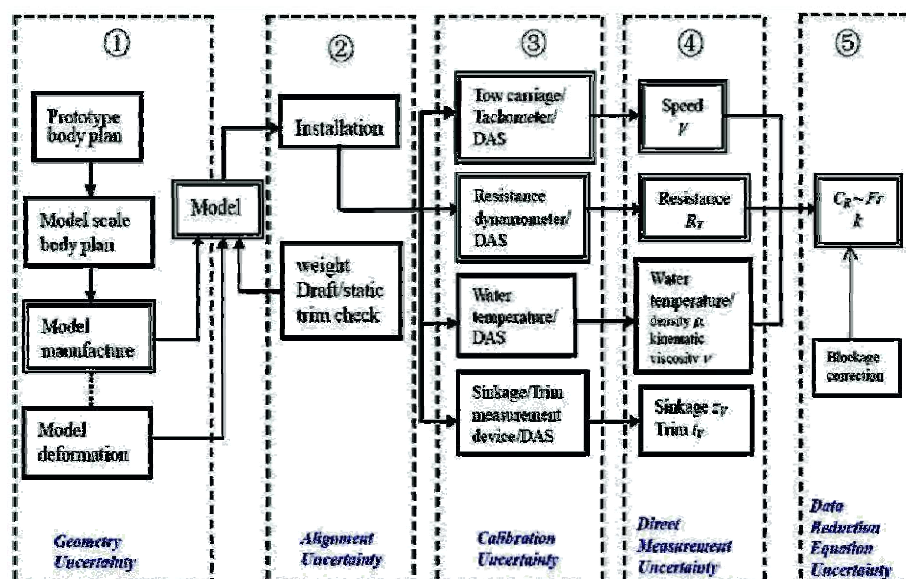 ①
Prototype
body plan
Model scale
body plan
Model
manufacture
Model
deformation
Geometry
Uncertainty
Model
②
Installation
weight
Draft/static
trim check
Alignment
Uncertainty
③
Tow carriage/
Tachometer/
DAS
Resistance
dynamometer/
DAS
Water
temperature/
DAS
Sinkage/Trim
measurement
device/DAS
Calibration
Uncertainty
④
Speed
V
Resistance
R_T
Water
temperature/
density ρ,
kinematic
viscosity ν
Sinkage z_V
Trim t_V
Direct
Measurement
Uncertainty
⑤
C_R ~ Fr
k
Blockage
correction
Data
Reduction
Equation
Uncertainty